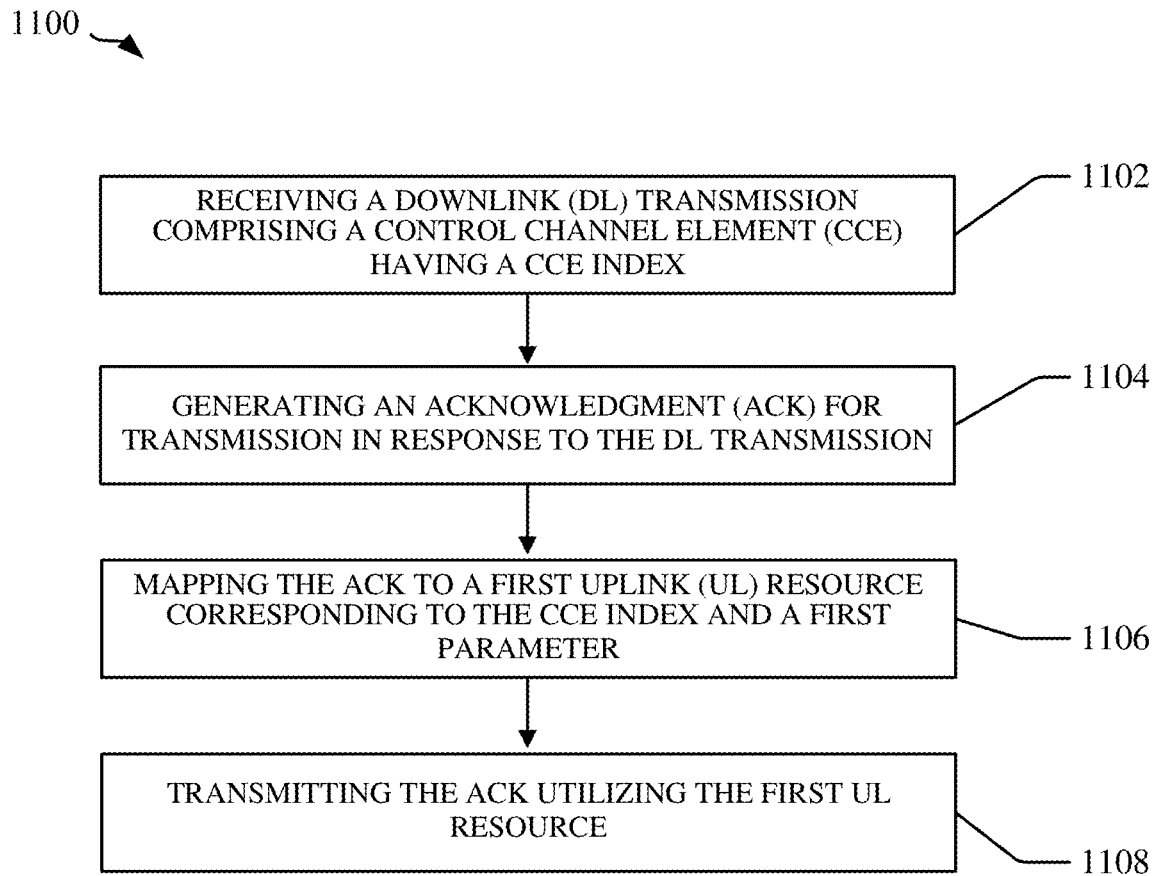 1100
RECEIVING A DOWNLINK (DL) TRANSMISSION
COMPRISING A CONTROL CHANNEL ELEMENT (CCE)
HAVING A CCE INDEX
1102
GENERATING AN ACKNOWLEDGMENT (ACK) FOR
TRANSMISSION IN RESPONSE TO THE DL TRANSMISSION
1104
MAPPING THE ACK TO A FIRST UPLINK (UL) RESOURCE
CORRESPONDING TO THE CCE INDEX AND A FIRST
PARAMETER
1106
TRANSMITTING THE ACK UTILIZING THE FIRST UL
RESOURCE
1108